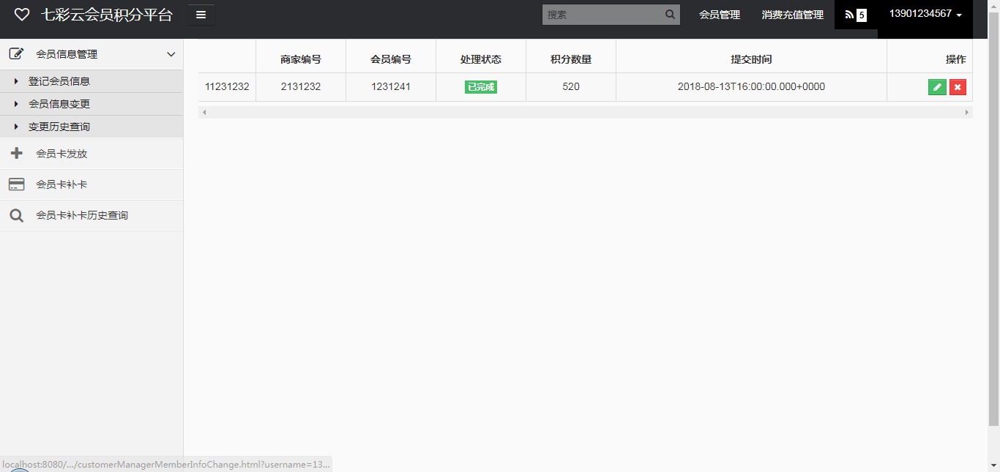 七彩云会员积分平台
搜索
会员管理
消费充值管理
5
13901234567
会员信息管理
登记会员信息
会员信息变更
变更历史查询
会员卡发放
会员卡补卡
会员卡补卡历史查询
商家编号 会员编号 处理状态 积分数量 提交时间 操作
11231232 2131232 1231241 已完成 520 2018-08-13T16:00:00.000+0000
localhost:8080/.../customerManagerMemberInfoChange.html?username=13...